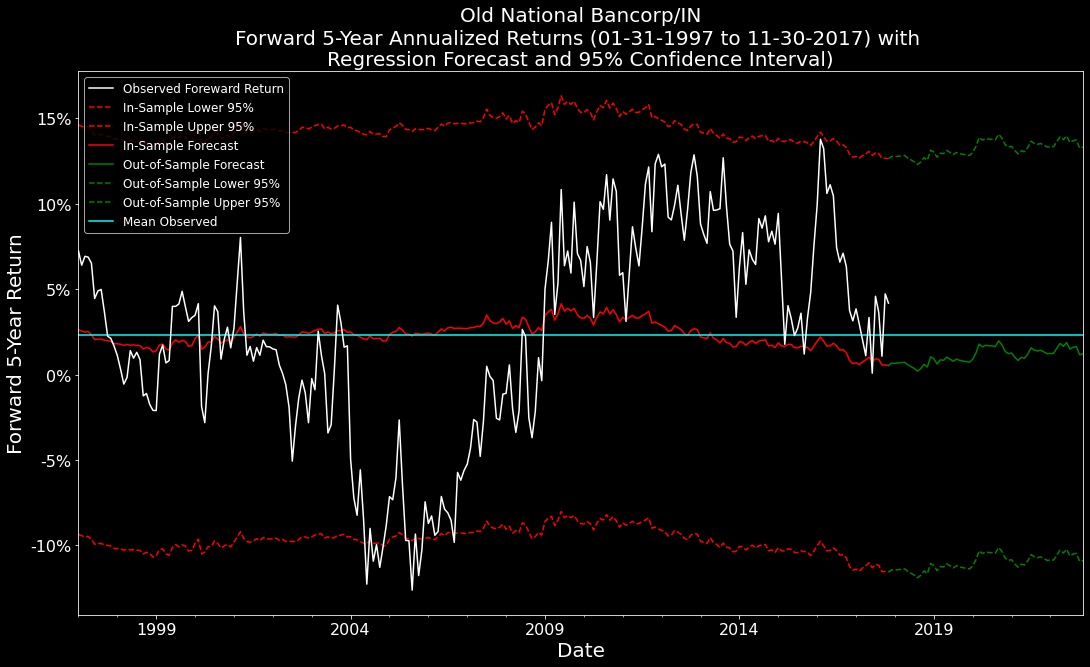 Old National Bancorp/IN
Forward 5-Year Annualized Returns (01-31-1997 to 11-30-2017) with
Regression Forecast and 95% Confidence Interval)
Observed Foreward Return
In-Sample Lower 95%
In-Sample Upper 95%
In-Sample Forecast
Out-of-Sample Forecast
Out-of-Sample Lower 95%
Out-of-Sample Upper 95%
Mean Observed
Forward 5-Year Return
15%
10%
5%
0%
-5%
-10%
1999
2004
2009
2014
2019
Date